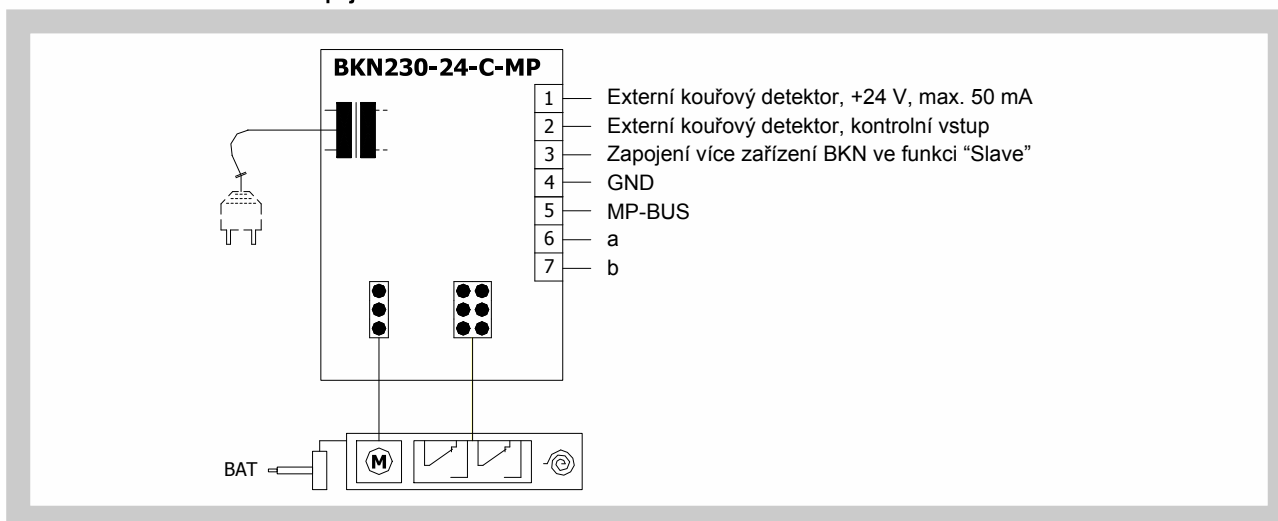 BKN230-24-C-MP
1 Externí kouřový detektor, +24 V, max. 50 mA
2 Externí kouřový detektor, kontrolní vstup
3 Zapojení více zařízení BKN ve funkci “Slave”
4 GND
5 MP-BUS
6 a
7 b
BAT
M